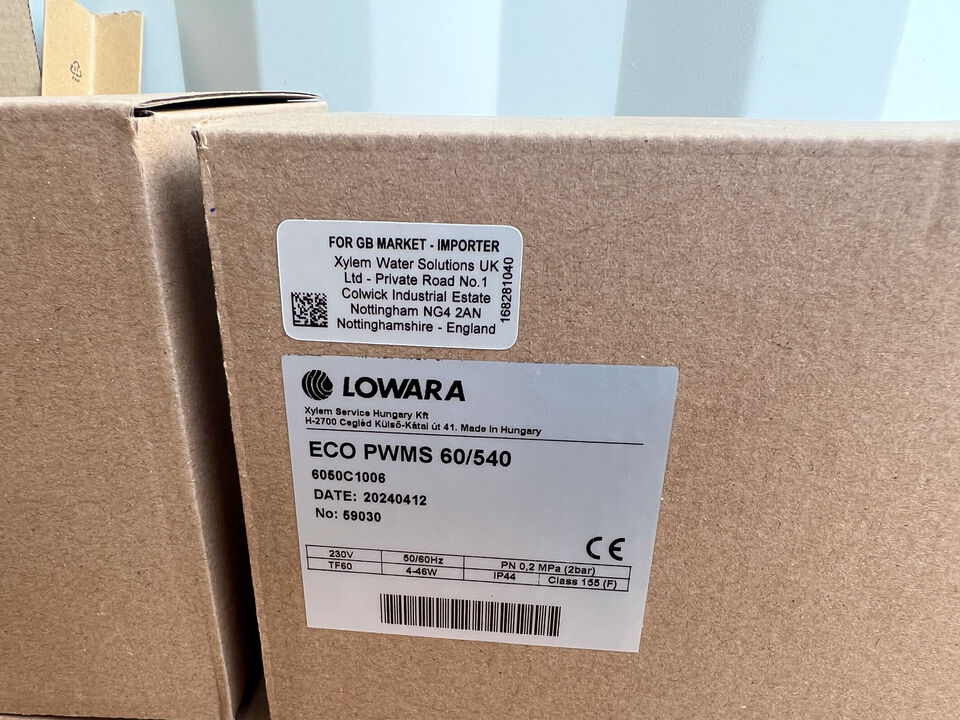 FOR GB MARKET - IMPORTER
Xylem Water Solutions UK
Ltd - Private Road No.1
Colwick Industrial Estate
Nottingham NG4 2AN
Nottinghamshire - England
168281040
LOWARA
Xylem Service Hungary Kft
H-2700 Cegléd Külső-Kátai út 41. Made in Hungary
ECO PWMS 60/540
6050C1006
DATE: 20240412
No: 59030
CE
230V 50/60Hz PN 0,2 MPa (2bar)
TF60 4-46W IP44 Class 155 (F)